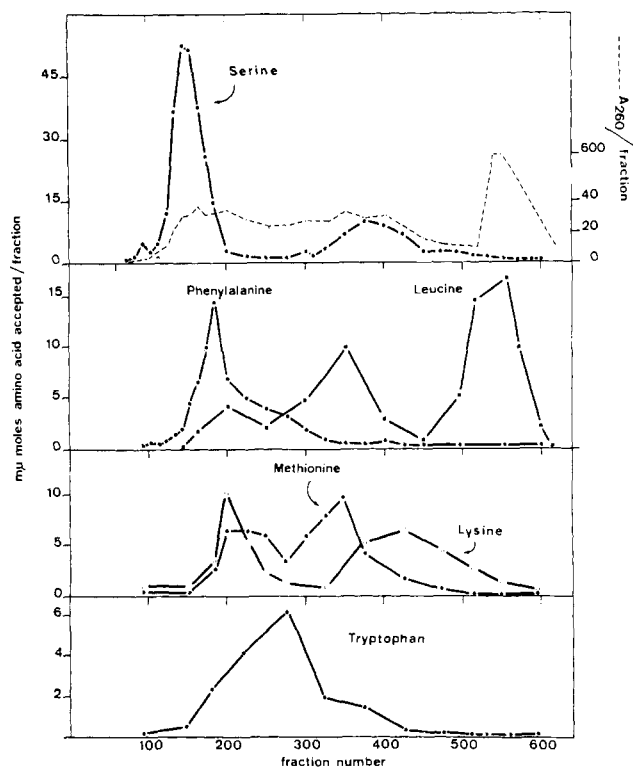 45
30
15
0
Serine
600
40
20
0
A260/fraction
mμ moles amino acid accepted/fraction
15
10
5
0
Phenylalanine
Leucine
10
5
0
Methionine
Lysine
6
4
2
Tryptophan
100 200 300 400 500 600
fraction number